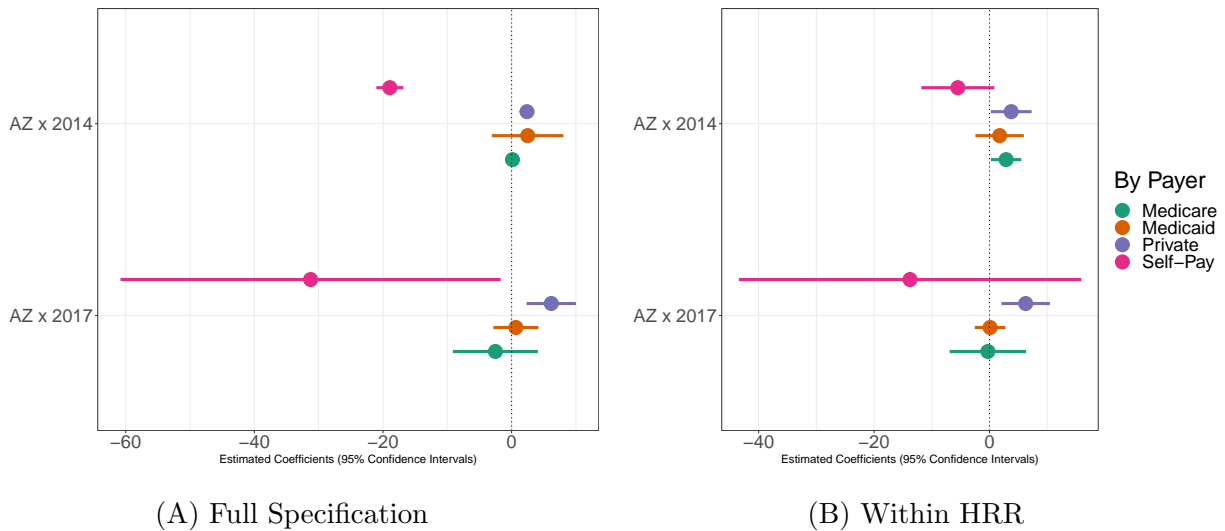 AZ x 2014
AZ x 2017
−60
−40
−20
0
Estimated Coefficients (95% Confidence Intervals)
(A) Full Specification
AZ x 2014
AZ x 2017
−40
−20
0
Estimated Coefficients (95% Confidence Intervals)
(B) Within HRR
By Payer
Medicare
Medicaid
Private
Self−Pay